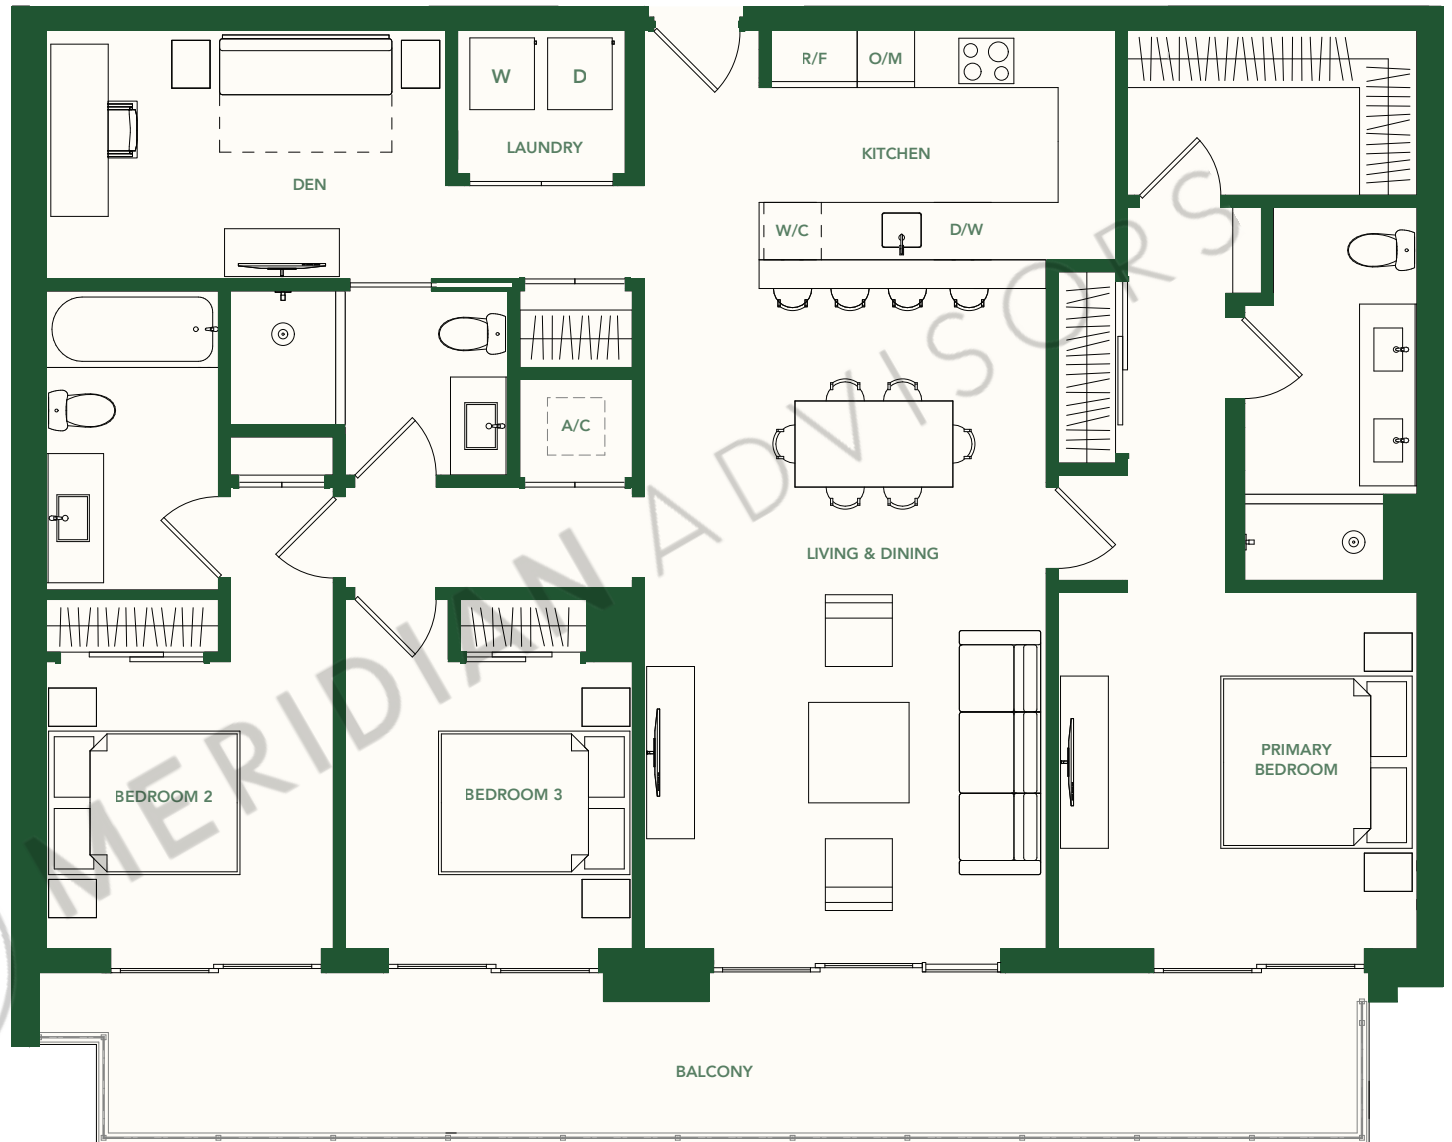 R/F
O/M
W
D
LAUNDRY
KITCHEN
DEN
W/C
D/W
A/C
LIVING & DINING
PRIMARY
BEDROOM
BEDROOM 2
BEDROOM 3
BALCONY
MERIDIAN ADVISORS